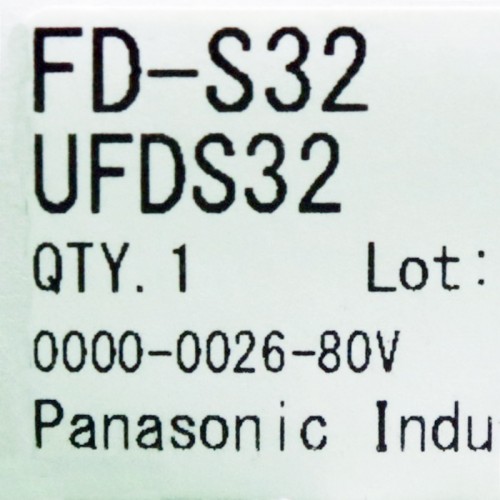 FD-S32
UFDS32
QTY. 1 Lot:
0000-0026-80V
Panasonic Indu